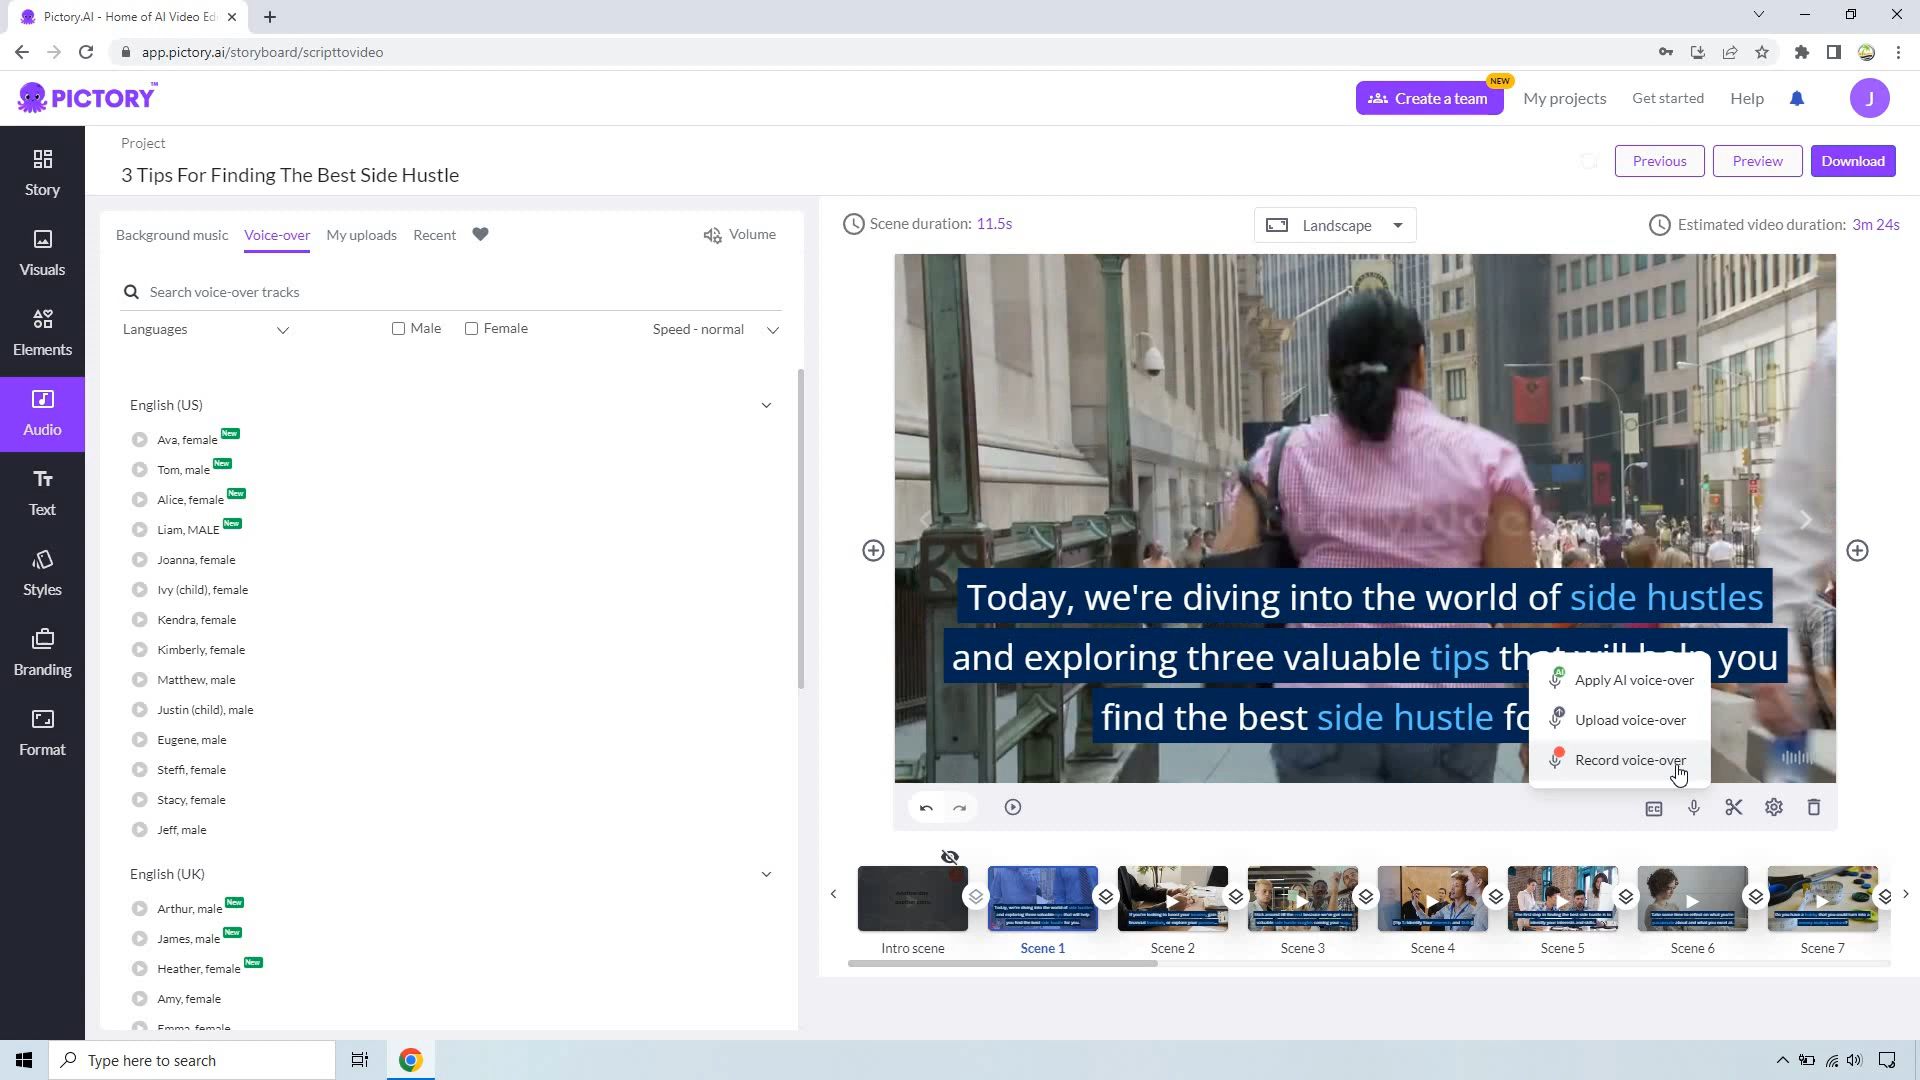 Pictory.AI - Home of AI Video Ed
app.pictory.ai/storyboard/scripttovideo
PICTORY™
NEW
Create a team
My projects
Get started
Help
J
Story
Visuals
Elements
Audio
Text
Styles
Branding
Format
Project
3 Tips For Finding The Best Side Hustle
Previous
Preview
Download
Background music
Voice-over
My uploads
Recent
Volume
Search voice-over tracks
Languages
Male
Female
Speed - normal
English (US)
Ava, female New
Tom, male New
Alice, female New
Liam, MALE New
Joanna, female
Ivy (child), female
Kendra, female
Kimberly, female
Matthew, male
Justin (child), male
Eugene, male
Steffi, female
Stacy, female
Jeff, male
English (UK)
Arthur, male New
James, male New
Heather, female New
Amy, female
Emma, female
Scene duration: 11.5s
Landscape
Estimated video duration: 3m 24s
Today, we're diving into the world of side hustles
and exploring three valuable tips that will help you
find the best side hustle
AI
Apply AI voice-over
Upload voice-over
Record voice-over
CC
Intro scene
Scene 1
Scene 2
Scene 3
Scene 4
Scene 5
Scene 6
Scene 7
Type here to search